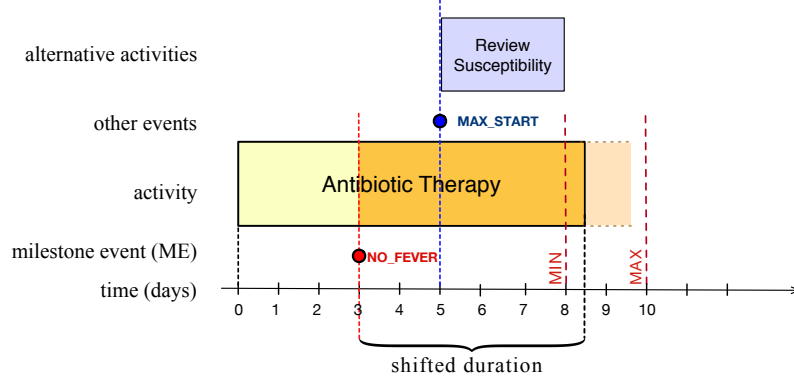 alternative activities
Review
Susceptibility
other events
MAX_START
activity
Antibiotic Therapy
milestone event (ME)
NO_FEVER
MIN
MAX
time (days)
0 1 2 3 4 5 6 7 8 9 10
shifted duration